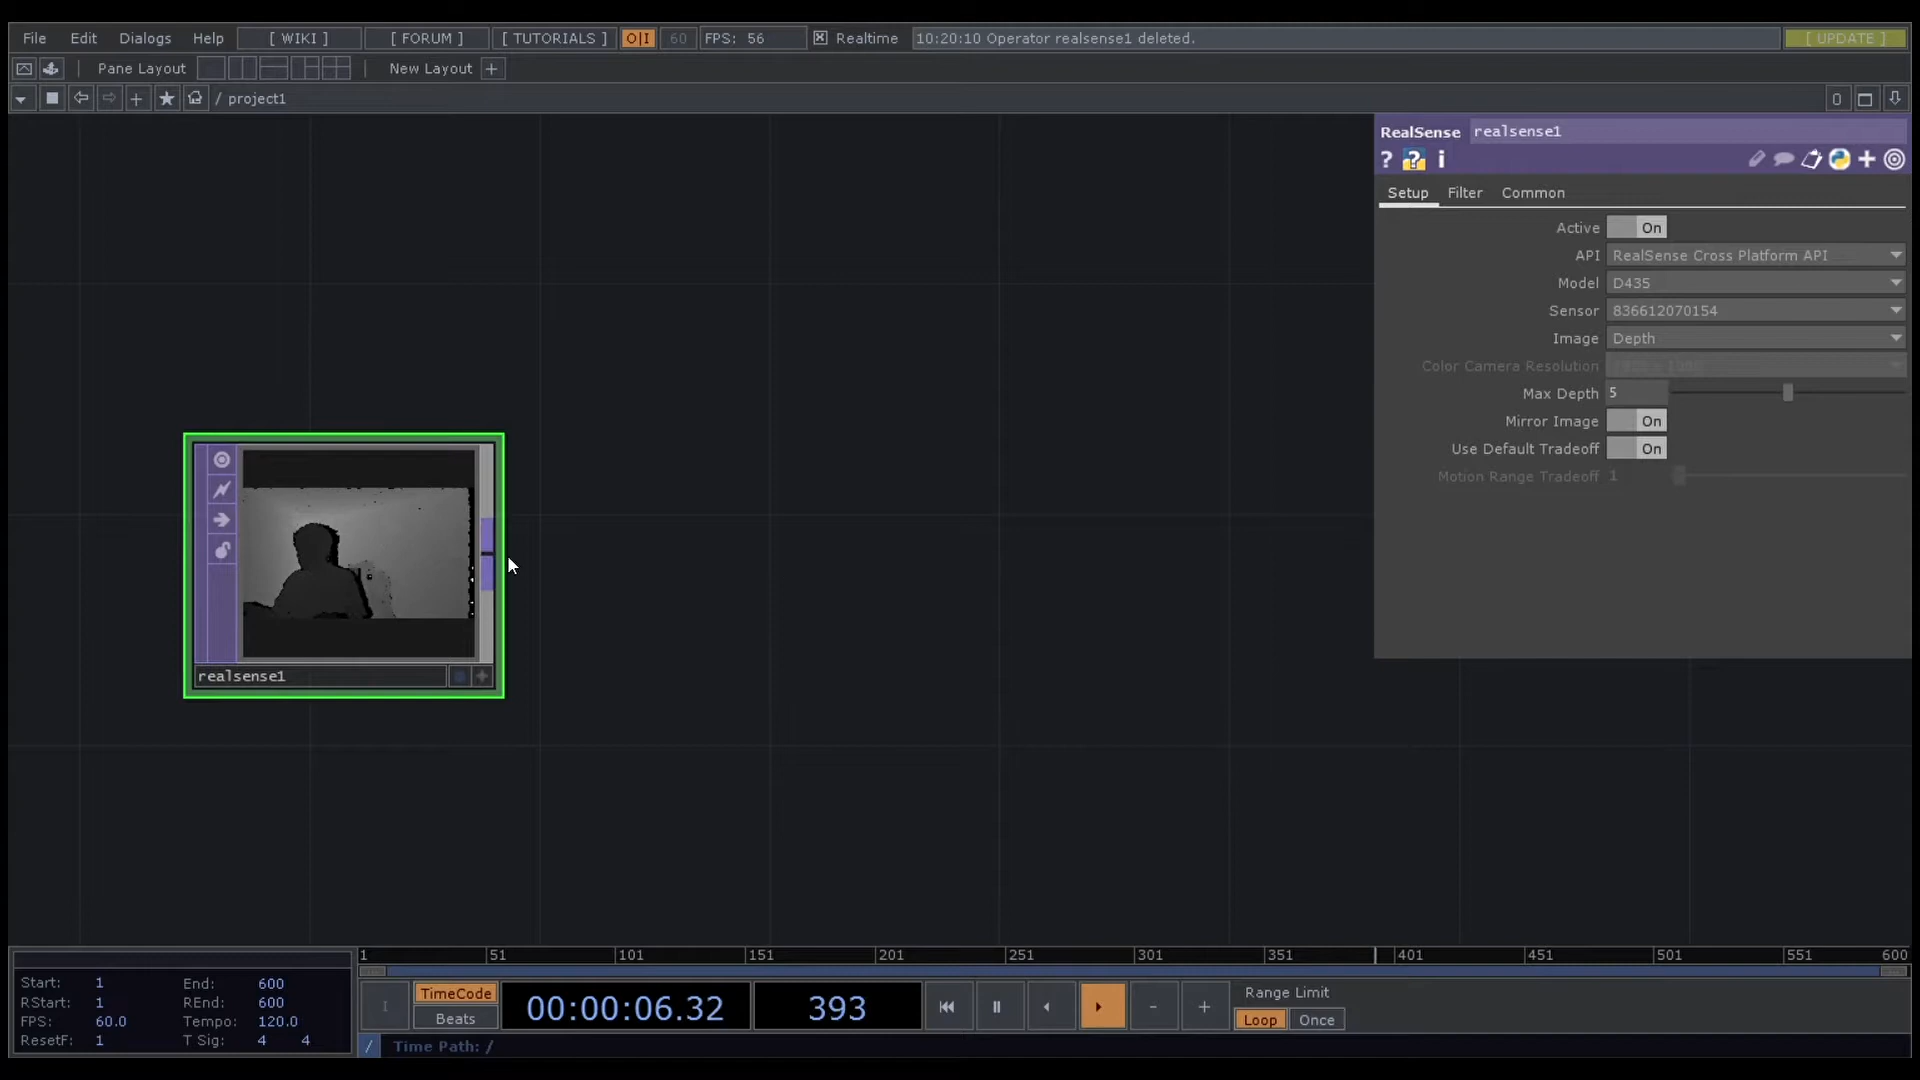 File Edit Dialogs Help [ WIKI ] [ FORUM ] [ TUTORIALS ] O|I 60 FPS: 56 Realtime 10:20:10 Operator realsense1 deleted. [ UPDATE ]
Pane Layout New Layout +
/ project1 0
RealSense realsense1
? ? i
Setup Filter Common
Active On
API RealSense Cross Platform API
Model D435
Sensor 836612070154
Image Depth
Color Camera Resolution
Max Depth 5
Mirror Image On
Use Default Tradeoff On
Motion Range Tradeoff 1
realsense1
1 51 101 151 201 251 301 351 401 451 501 551 600
Start: 1 End: 600
RStart: 1 REnd: 600
FPS: 60.0 Tempo: 120.0
ResetF: 1 T Sig: 4 4
TimeCode
Beats
00:00:06.32
393
- +
Range Limit
Loop Once
/ Time Path: /